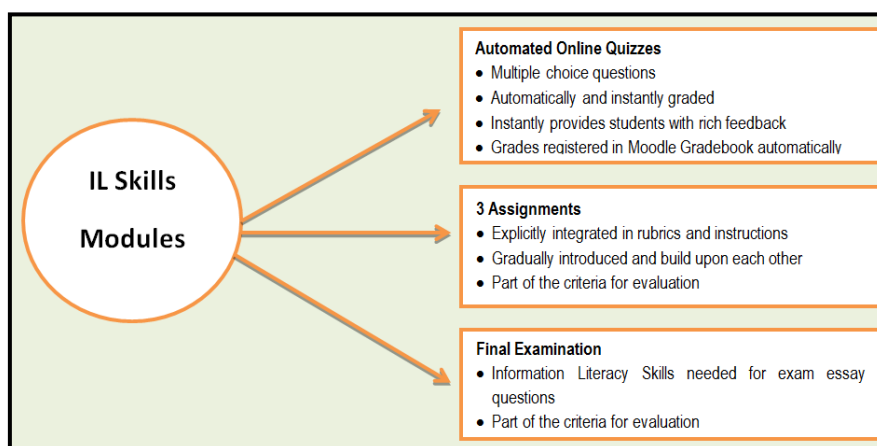 IL Skills
Modules
Automated Online Quizzes
• Multiple choice questions
• Automatically and instantly graded
• Instantly provides students with rich feedback
• Grades registered in Moodle Gradebook automatically
3 Assignments
• Explicitly integrated in rubrics and instructions
• Gradually introduced and build upon each other
• Part of the criteria for evaluation
Final Examination
• Information Literacy Skills needed for exam essay
questions
• Part of the criteria for evaluation